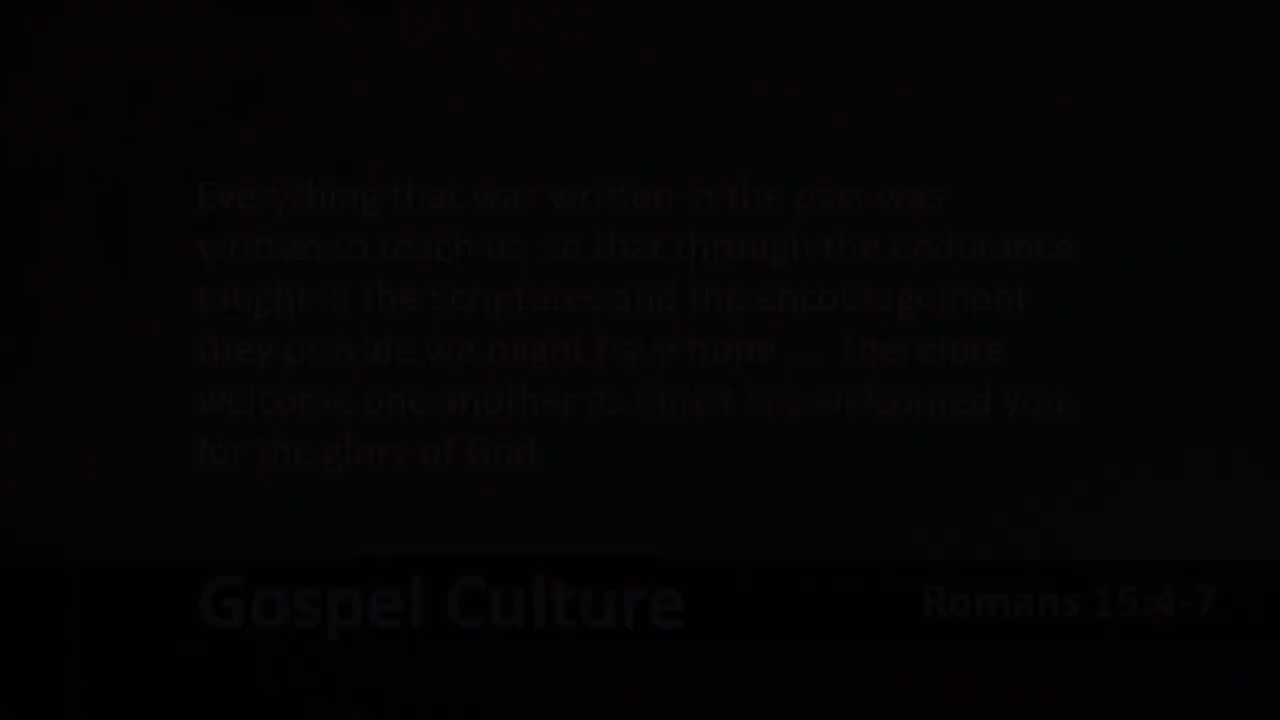 Everything that was written in the past was
written to teach us, so that through the endurance
taught in the Scriptures and the encouragement
they provide we might have hope ... Therefore
welcome one another as Christ has welcomed you,
for the glory of God.
Gospel Culture
Romans 15:4-7